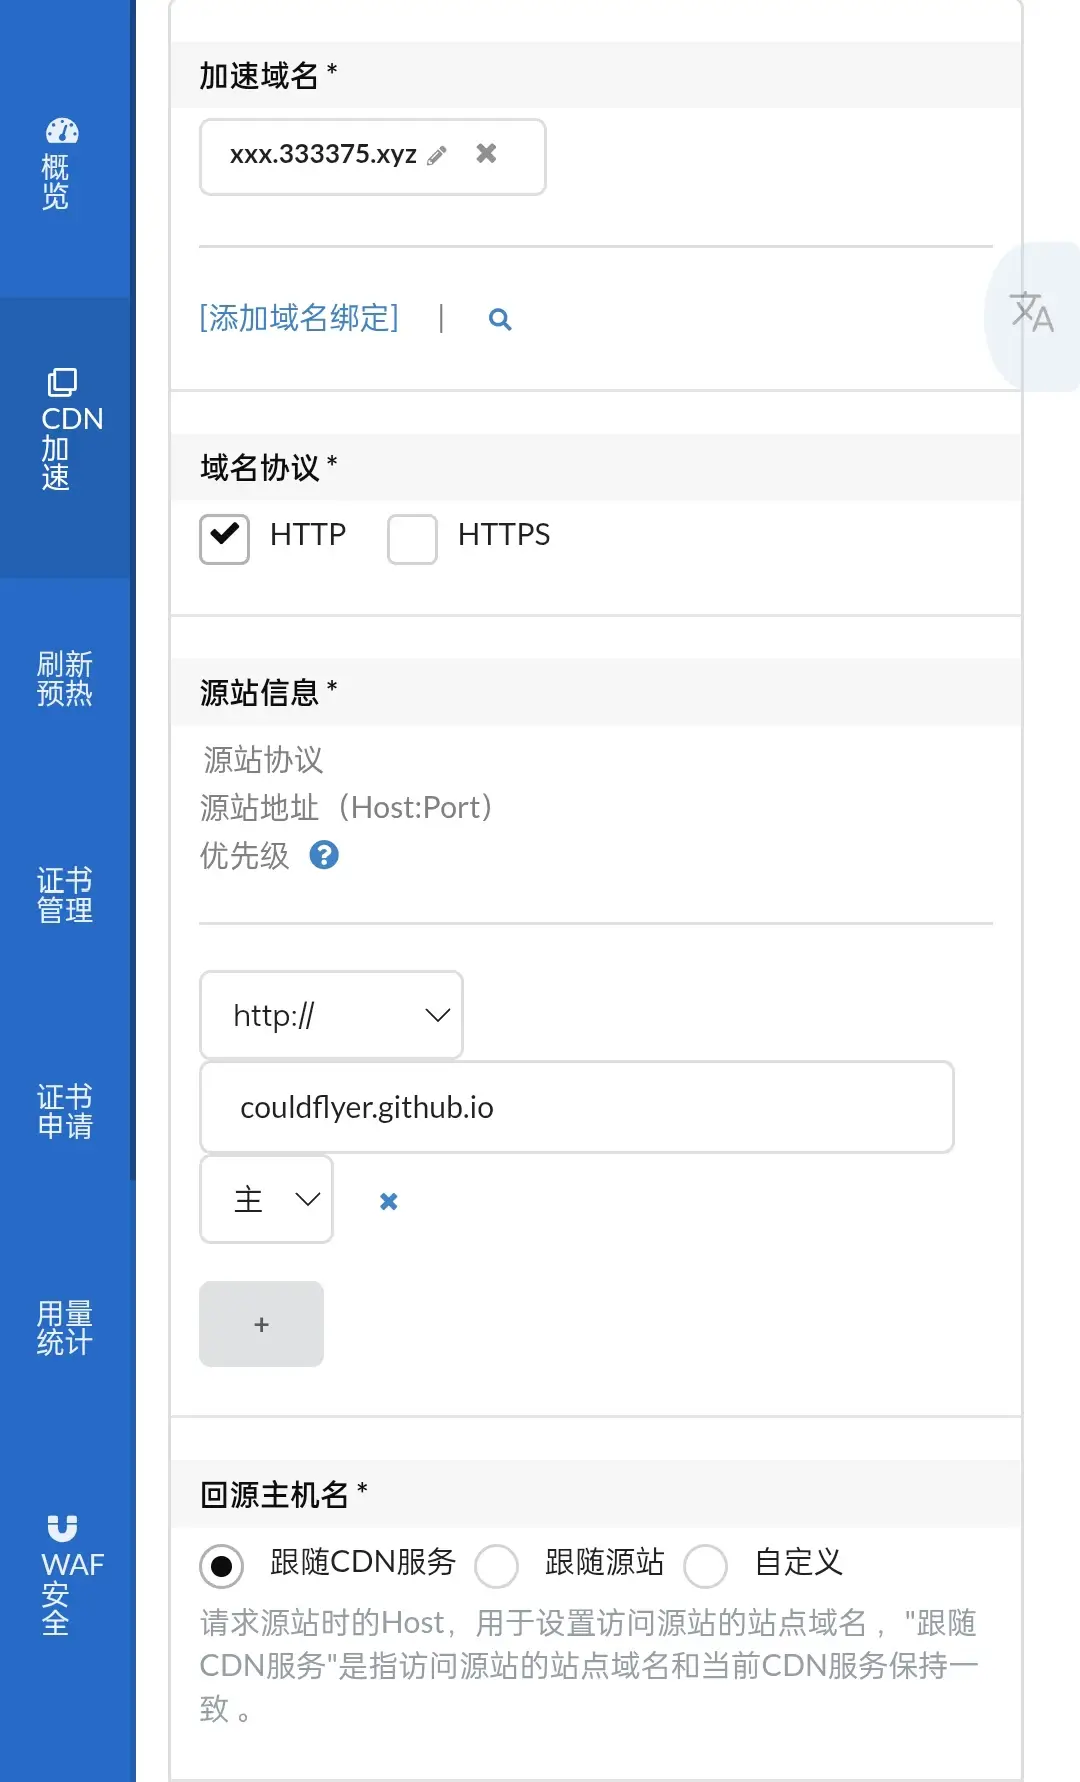 概
览
CDN
加
速
刷新
预热
证书
管理
证书
申请
用量
统计
WAF
安
全
加速域名 *
xxx.333375.xyz
[添加域名绑定] |
文A
域名协议 *
HTTP HTTPS
源站信息 *
源站协议
源站地址（Host:Port）
优先级 ?
http://
couldflyer.github.io
主
+
回源主机名 *
跟随CDN服务 跟随源站 自定义
请求源站时的Host，用于设置访问源站的站点域名，"跟随
CDN服务"是指访问源站的站点域名和当前CDN服务保持一
致。